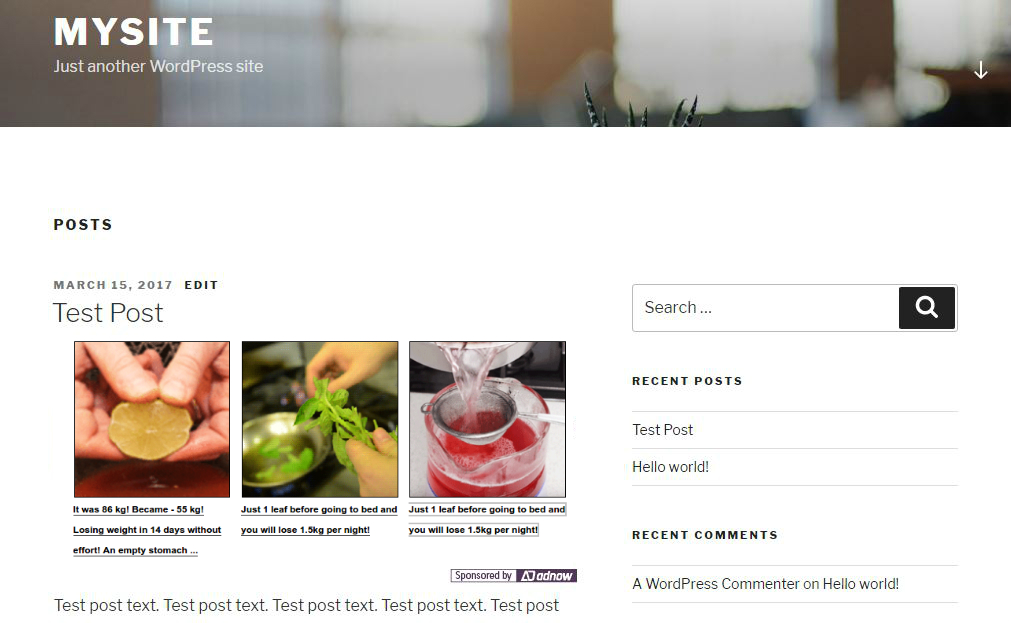 MYSITE
Just another WordPress site
POSTS
MARCH 15, 2017 EDIT
Test Post
It was 86 kg! Became - 55 kg!
Losing weight in 14 days without
effort! An empty stomach ...
Just 1 leaf before going to bed and
you will lose 1.5kg per night!
Just 1 leaf before going to bed and
you will lose 1.5kg per night!
Sponsored by adnow
Test post text. Test post text. Test post text. Test post text. Test post
Search ...
RECENT POSTS
Test Post
Hello world!
RECENT COMMENTS
A WordPress Commenter on Hello world!